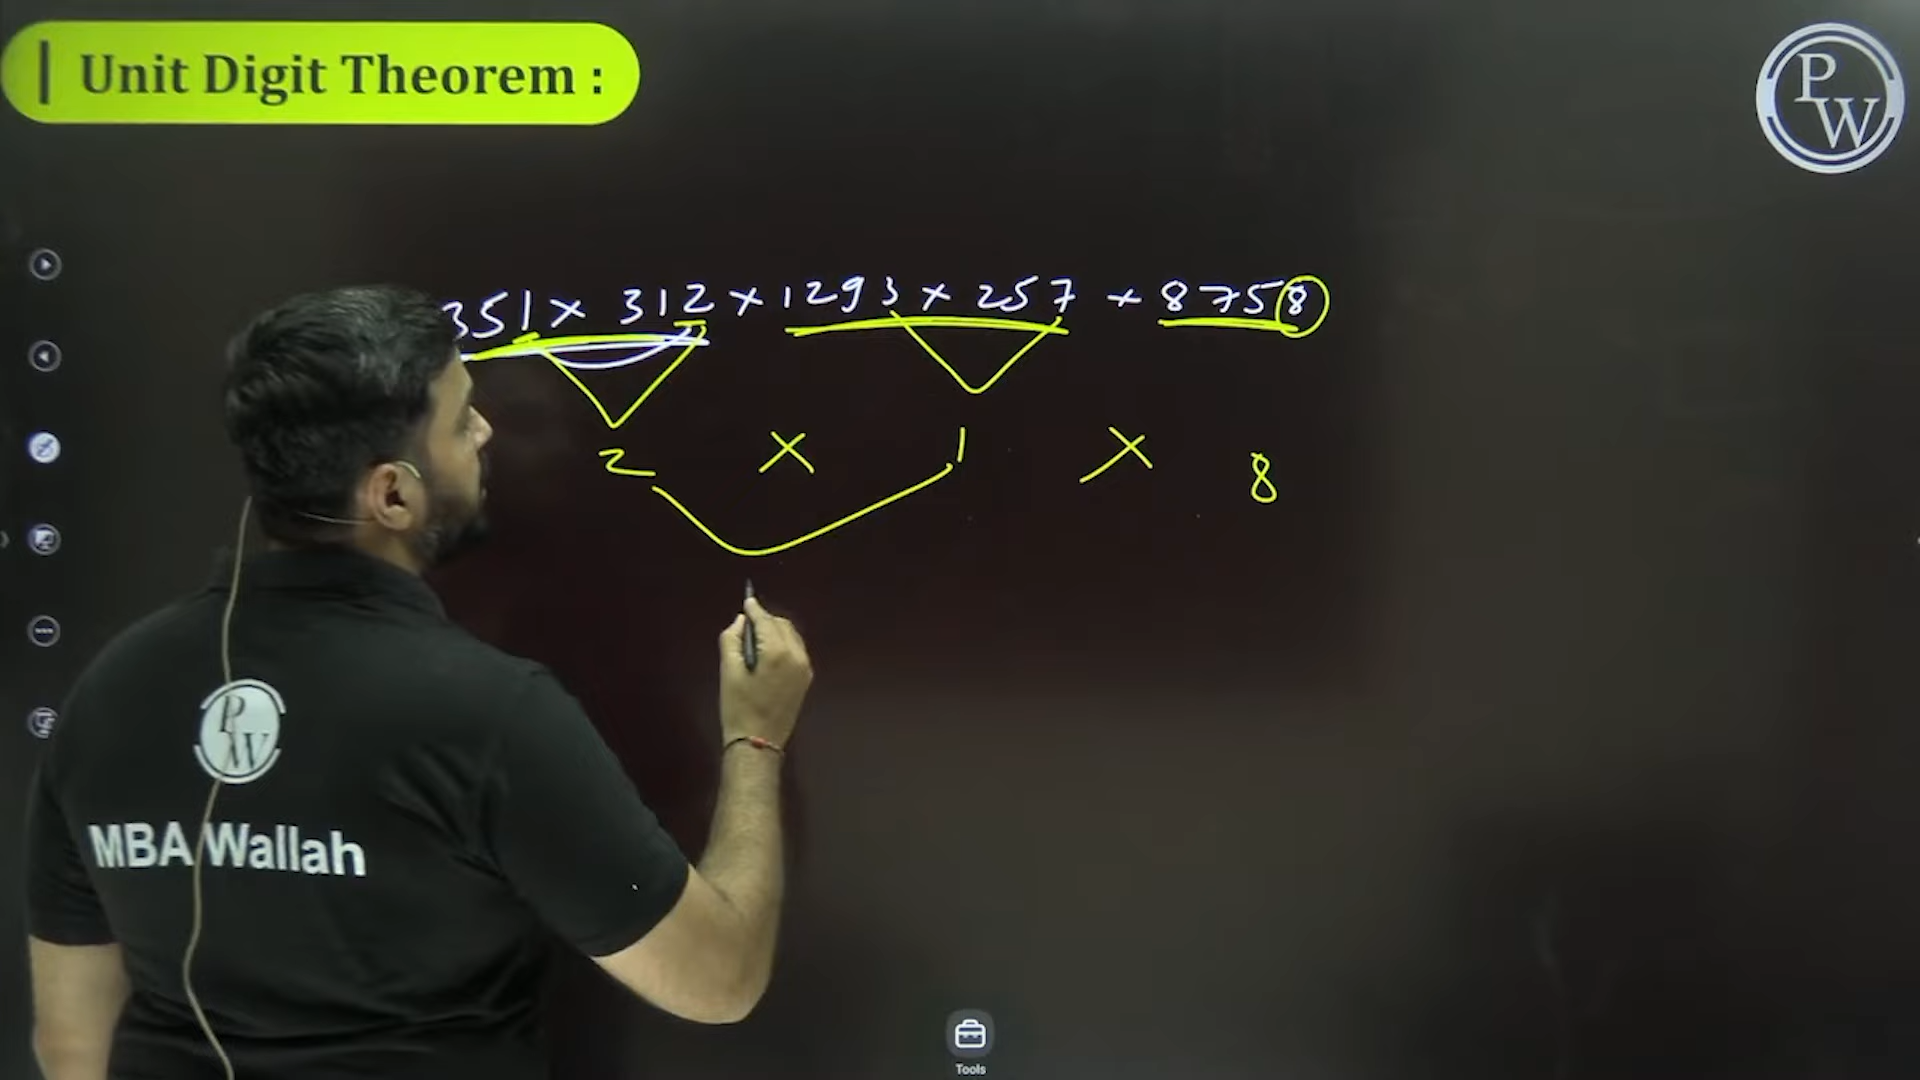 Unit Digit Theorem :
P
W
351 × 312 × 1293 × 257 × 8758
2 × 1 × 8
P
W
MBA Wallah
Tools